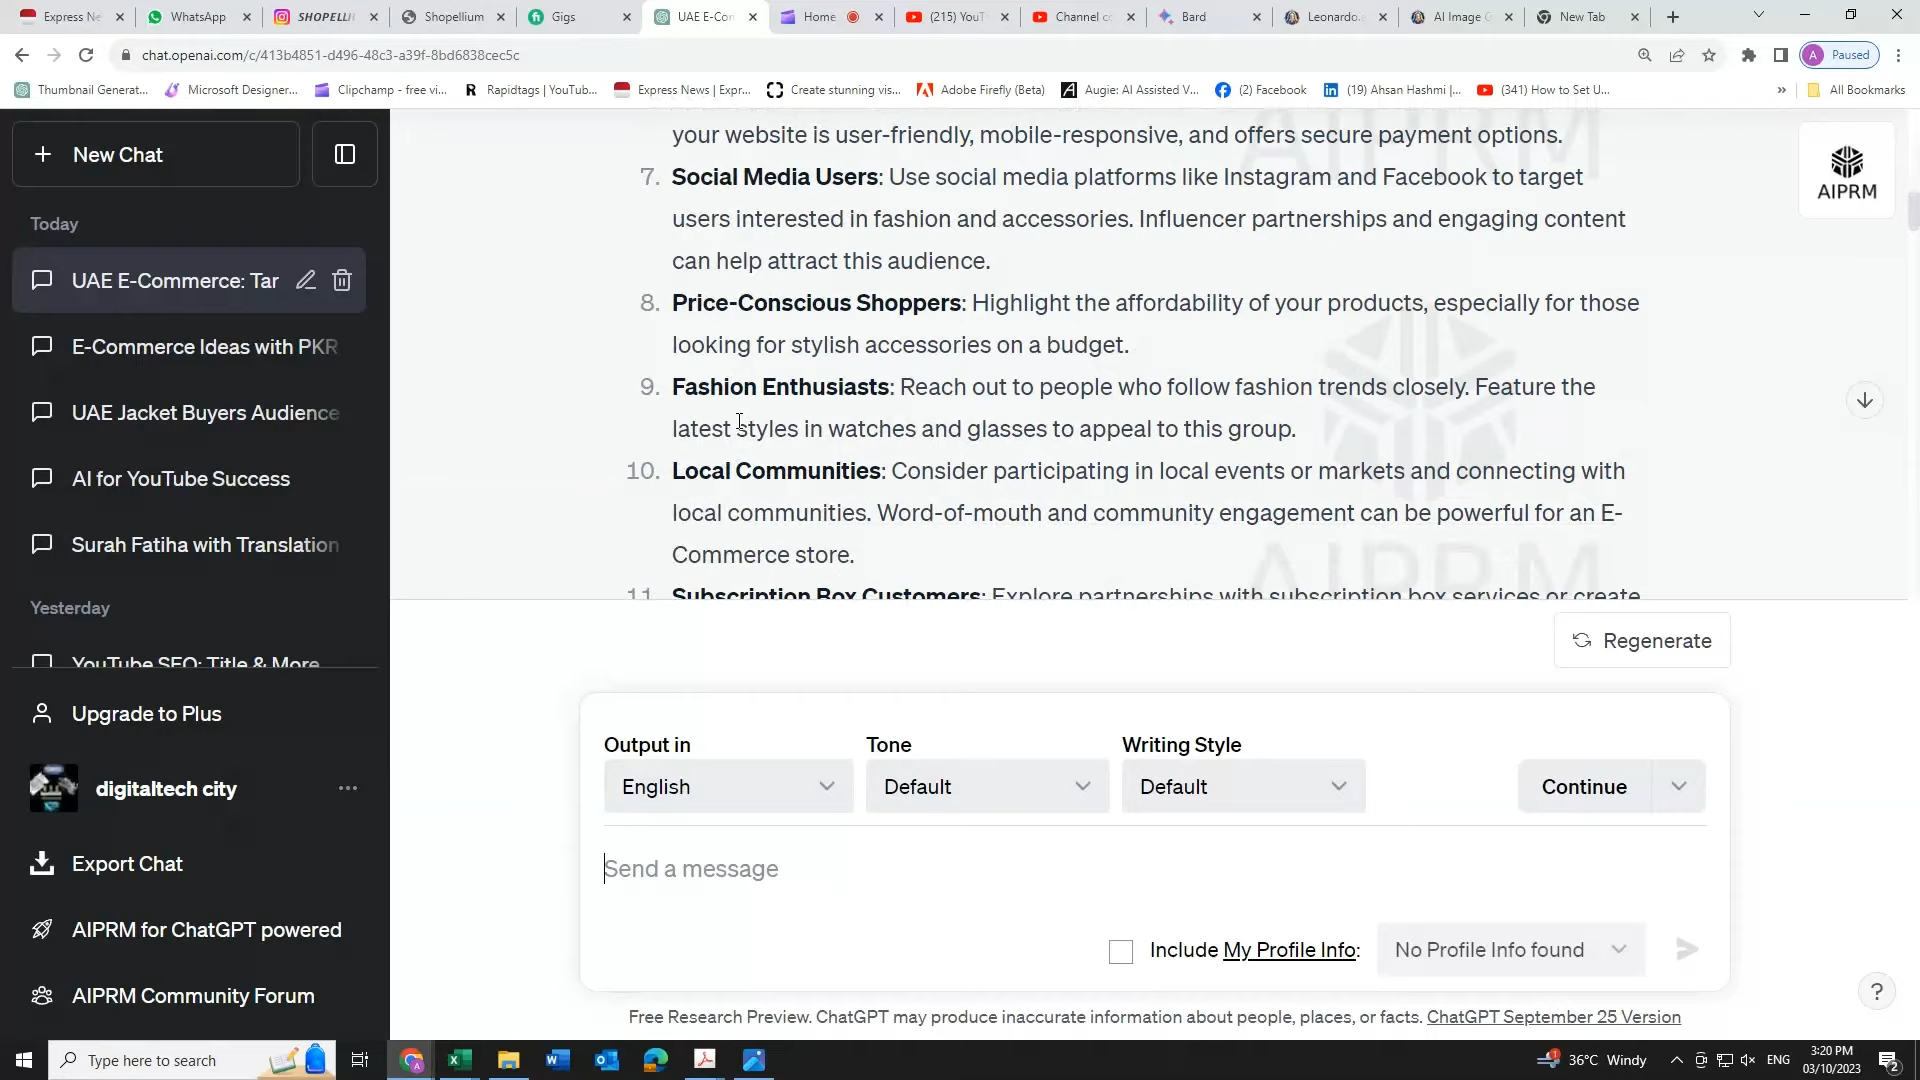 Express Ne
WhatsApp
SHOPELLI
Shopellium
Gigs
UAE E-Con
Home
(215) YouT
Channel co
Bard
Leonardo.
AI Image G
New Tab
chat.openai.com/c/413b4851-d496-48c3-a39f-8bd6838cec5c
A Paused
Thumbnail Generat...
Microsoft Designer...
Clipchamp - free vi...
Rapidtags | YouTub...
Express News | Expr...
Create stunning vis...
Adobe Firefly (Beta)
Augie: AI Assisted V...
(2) Facebook
(19) Ahsan Hashmi |...
(341) How to Set U...
» All Bookmarks
+ New Chat
Today
UAE E-Commerce: Tar
E-Commerce Ideas with PKR
UAE Jacket Buyers Audience
AI for YouTube Success
Surah Fatiha with Translation
Yesterday
YouTube SEO: Title & More
Upgrade to Plus
digitaltech city ...
Export Chat
AIPRM for ChatGPT powered
AIPRM Community Forum
your website is user-friendly, mobile-responsive, and offers secure payment options.
7. Social Media Users: Use social media platforms like Instagram and Facebook to target
users interested in fashion and accessories. Influencer partnerships and engaging content
can help attract this audience.
8. Price-Conscious Shoppers: Highlight the affordability of your products, especially for those
looking for stylish accessories on a budget.
9. Fashion Enthusiasts: Reach out to people who follow fashion trends closely. Feature the
latest styles in watches and glasses to appeal to this group.
10. Local Communities: Consider participating in local events or markets and connecting with
local communities. Word-of-mouth and community engagement can be powerful for an E-
Commerce store.
11. Subscription Box Customers: Explore partnerships with subscription box services or create
AIPRM
AIPRM
AIPRM
Regenerate
Output in
English
Tone
Default
Writing Style
Default
Continue
Send a message
Include My Profile Info:
No Profile Info found
?
Free Research Preview. ChatGPT may produce inaccurate information about people, places, or facts. ChatGPT September 25 Version
Type here to search
36°C Windy
ENG
3:20 PM
03/10/2023
2